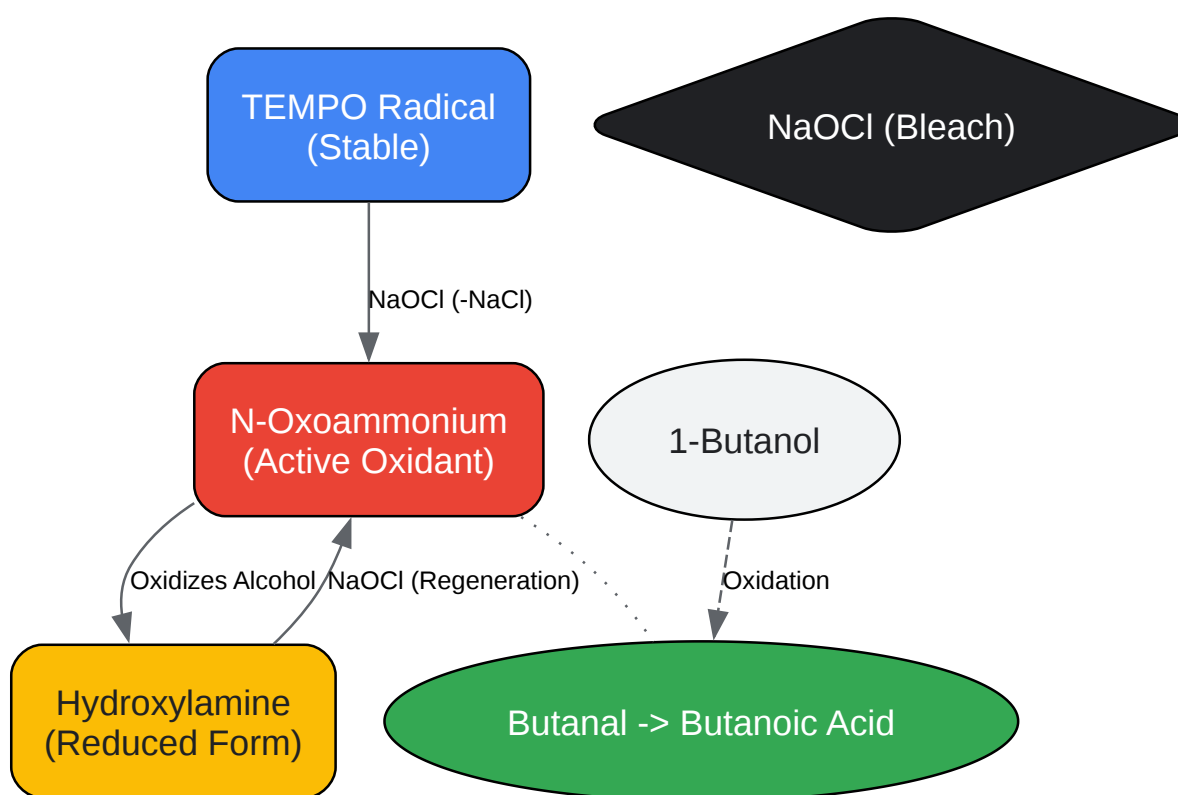 TEMPO Radical
(Stable)
NaOCl (Bleach)
NaOCl (-NaCl)
N-Oxoammonium
(Active Oxidant)
1-Butanol
Oxidizes Alcohol
NaOCl (Regeneration)
Oxidation
Hydroxylamine
(Reduced Form)
Butanal -> Butanoic Acid